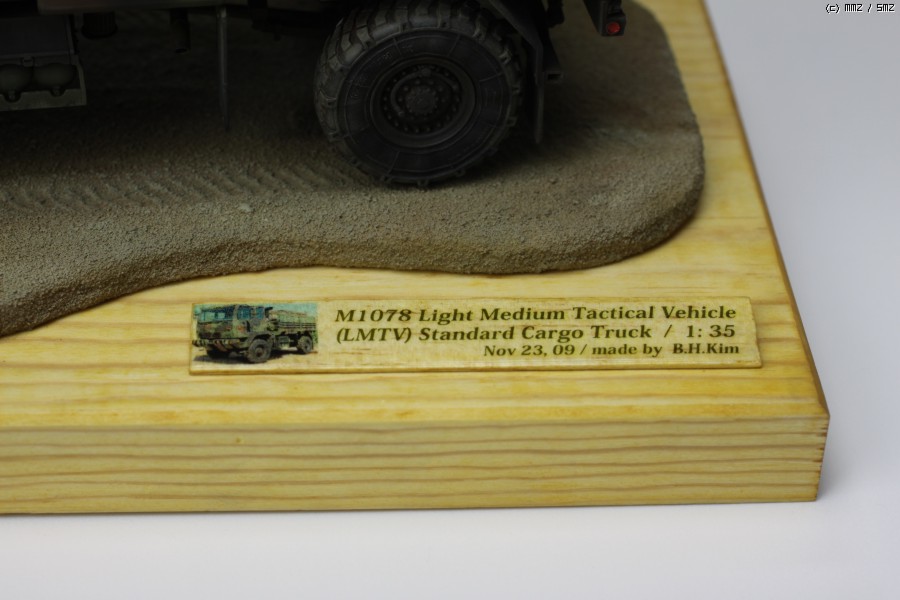 (c) MMZ / SMZ
M1078 Light Medium Tactical Vehicle
(LMTV) Standard Cargo Truck / 1:35
Nov 23, 09 / made by B.H.Kim